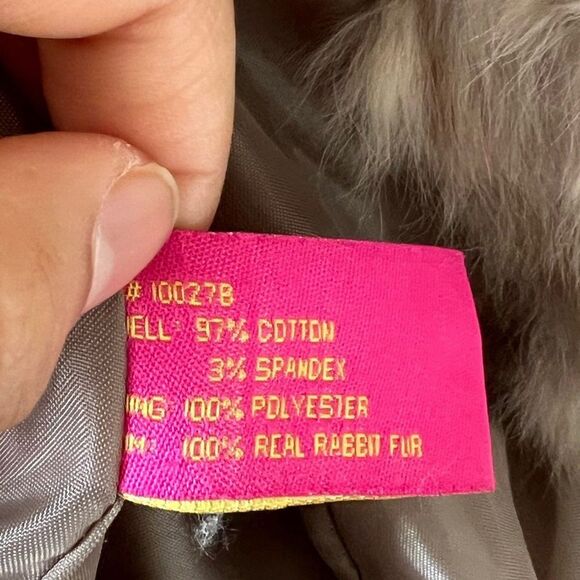 # 10027B
ELL: 97% COTTON
3% SPANDEX
NG 100% POLYESTER
M: 100% REAL RABBIT FUR